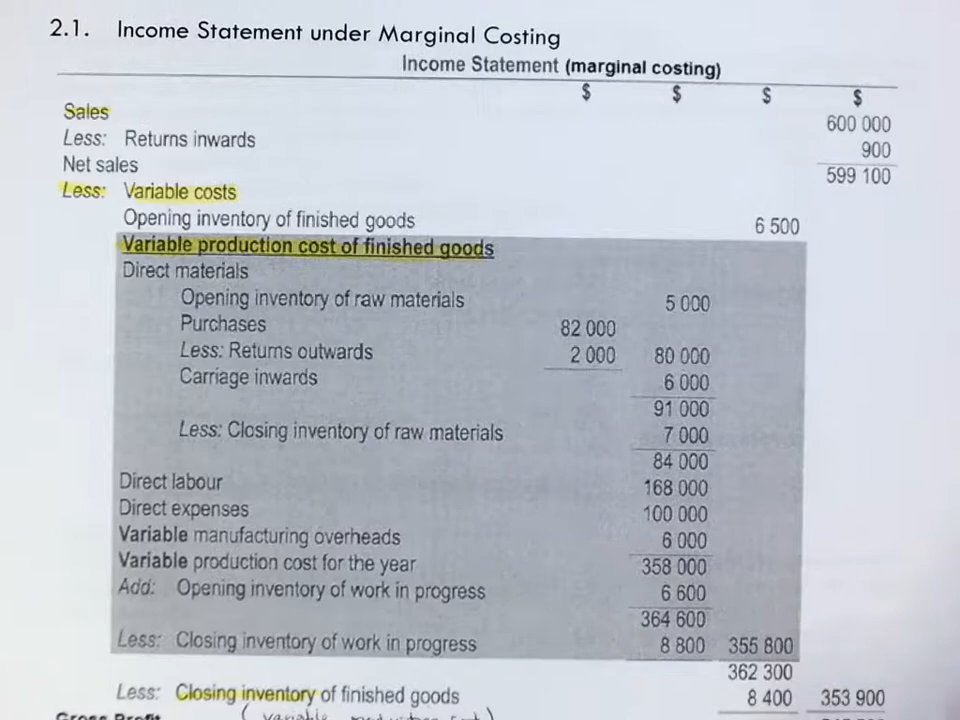 2.1. Income Statement under Marginal Costing
Income Statement (marginal costing)
$ $ $ $
Sales 600 000
Less: Returns inwards 900
Net sales 599 100
Less: Variable costs
Opening inventory of finished goods 6 500
Variable production cost of finished goods
Direct materials
Opening inventory of raw materials 5 000
Purchases 82 000
Less: Returns outwards 2 000 80 000
Carriage inwards 6 000
91 000
Less: Closing inventory of raw materials 7 000
84 000
Direct labour 168 000
Direct expenses 100 000
Variable manufacturing overheads 6 000
Variable production cost for the year 358 000
Add: Opening inventory of work in progress 6 600
364 600
Less: Closing inventory of work in progress 8 800 355 800
362 300
Less: Closing inventory of finished goods 8 400 353 900
Gross Profit (variable